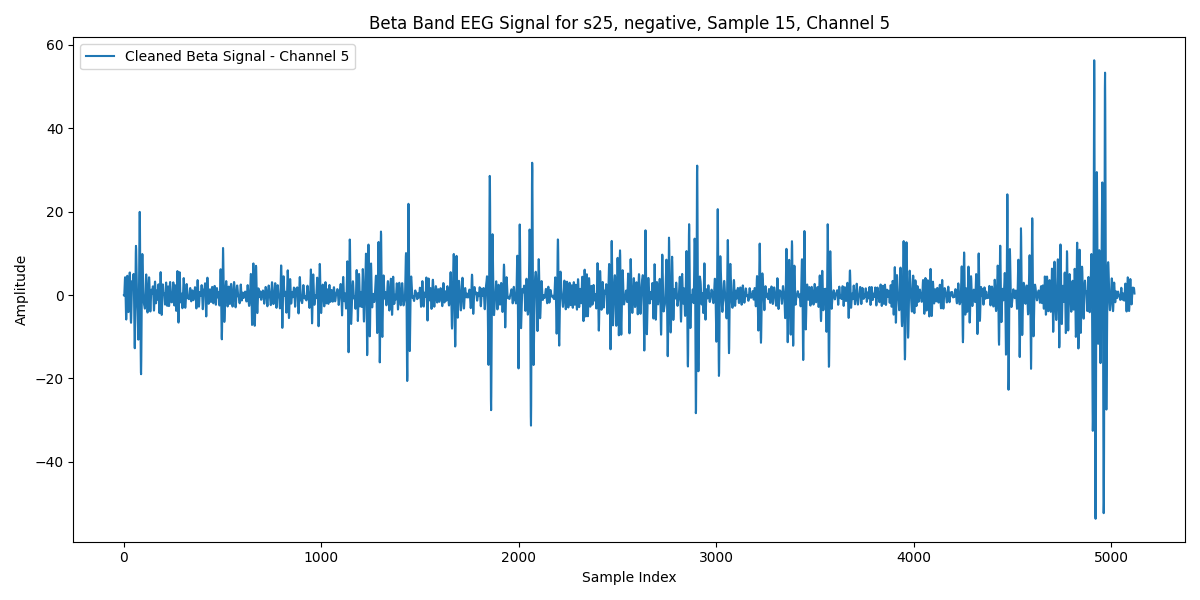 Beta Band EEG Signal for s25, negative, Sample 15, Channel 5
Cleaned Beta Signal - Channel 5
60
40
20
0
−20
−40
Amplitude
0 1000 2000 3000 4000 5000
Sample Index